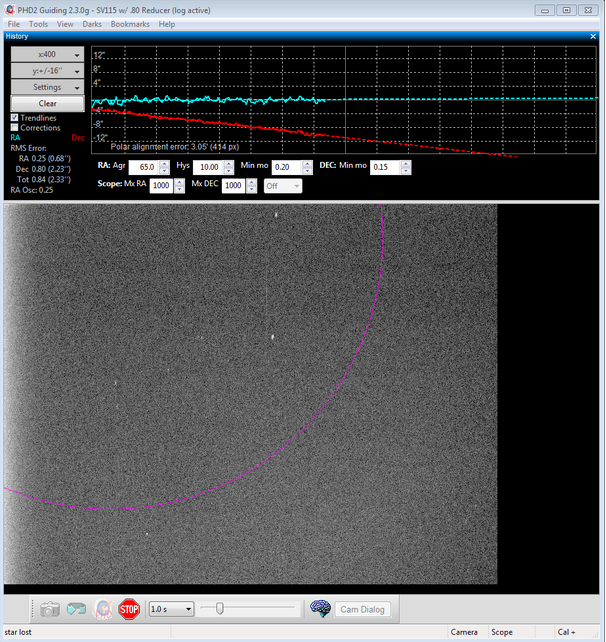 PHD2 Guiding 2.3.0g - SV115 w/ .80 Reducer (log active)
File Tools View Darks Bookmarks Help
History
x:400
y:+/-16"
Settings
Clear
Trendlines
Corrections
RA Dec
RMS Error:
RA 0.25 (0.68'')
Dec 0.80 (2.33'')
Tot 0.84 (2.33'')
RA Osc: 0.25
12"
8"
4"
-4"
-8"
-12"
Polar alignment error: 3.05' (414 px)
RA: Agr 65.0 Hys 10.00 Min mo 0.20 DEC: Min mo 0.15
Scope: Mx RA 1000 Mx DEC 1000 Off
STOP 1.0 s Cam Dialog
star lost Camera Scope Cal +